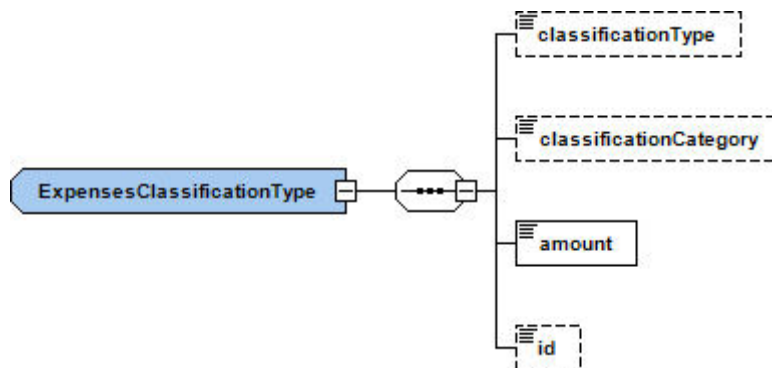 classificationType
classificationCategory
ExpensesClassificationType
amount
id